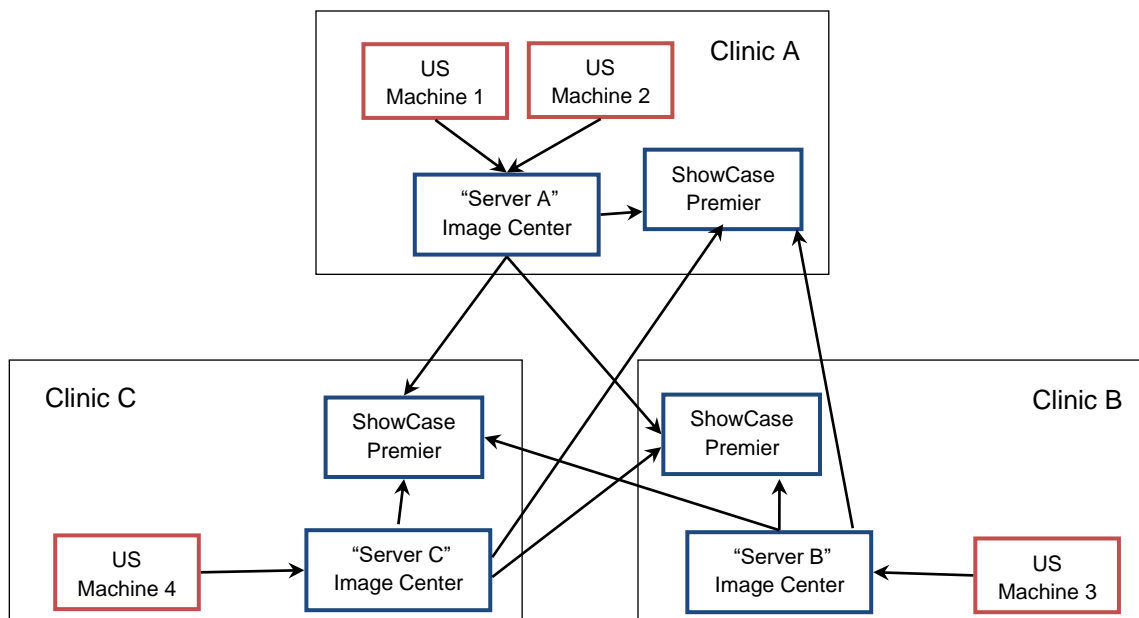 Clinic A
US
Machine 1
US
Machine 2
“Server A”
Image Center
ShowCase
Premier
Clinic C
ShowCase
Premier
US
Machine 4
“Server C”
Image Center
Clinic B
ShowCase
Premier
“Server B”
Image Center
US
Machine 3